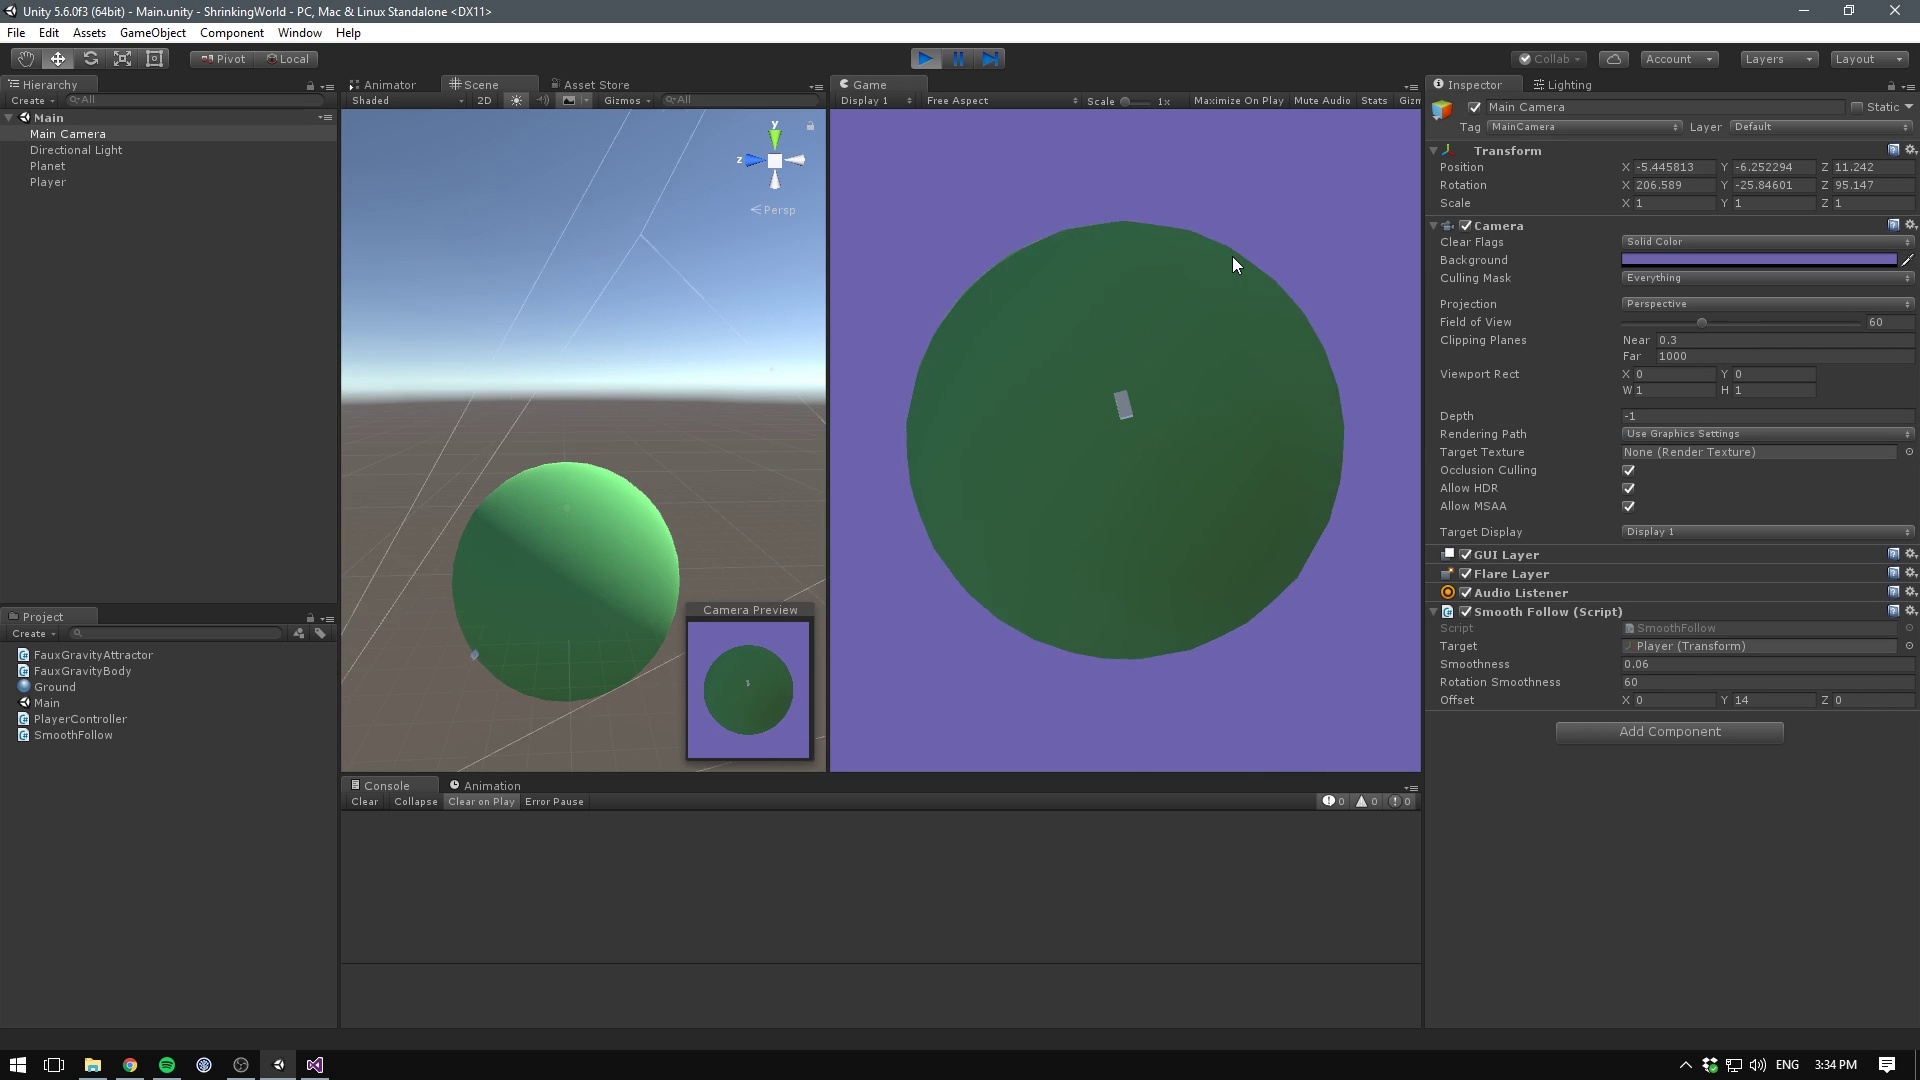 Unity 5.6.0f3 (64bit) - Main.unity - ShrinkingWorld - PC, Mac & Linux Standalone <DX11>
File Edit Assets GameObject Component Window Help
Pivot Local Collab Account Layers Layout
Hierarchy
Create All
Main
Main Camera
Directional Light
Planet
Player
Animator Scene Asset Store
Shaded 2D Gizmos All
y
z
Persp
Camera Preview
Game
Display 1 Free Aspect Scale 1x Maximize On Play Mute Audio Stats Gizm
Project
Create
FauxGravityAttractor
FauxGravityBody
Ground
Main
PlayerController
SmoothFollow
Console Animation
Clear Collapse Clear on Play Error Pause 0 0 0
Inspector Lighting
Main Camera Static
Tag MainCamera Layer Default
Transform
Position X -5.445813 Y -6.252294 Z 11.242
Rotation X 206.589 Y -25.84601 Z 95.147
Scale X 1 Y 1 Z 1
Camera
Clear Flags Solid Color
Background
Culling Mask Everything
Projection Perspective
Field of View 60
Clipping Planes Near 0.3
Far 1000
Viewport Rect X 0 Y 0
W 1 H 1
Depth -1
Rendering Path Use Graphics Settings
Target Texture None (Render Texture)
Occlusion Culling
Allow HDR
Allow MSAA
Target Display Display 1
GUI Layer
Flare Layer
Audio Listener
Smooth Follow (Script)
Script SmoothFollow
Target Player (Transform)
Smoothness 0.06
Rotation Smoothness 60
Offset X 0 Y 14 Z 0
Add Component
ENG 3:34 PM